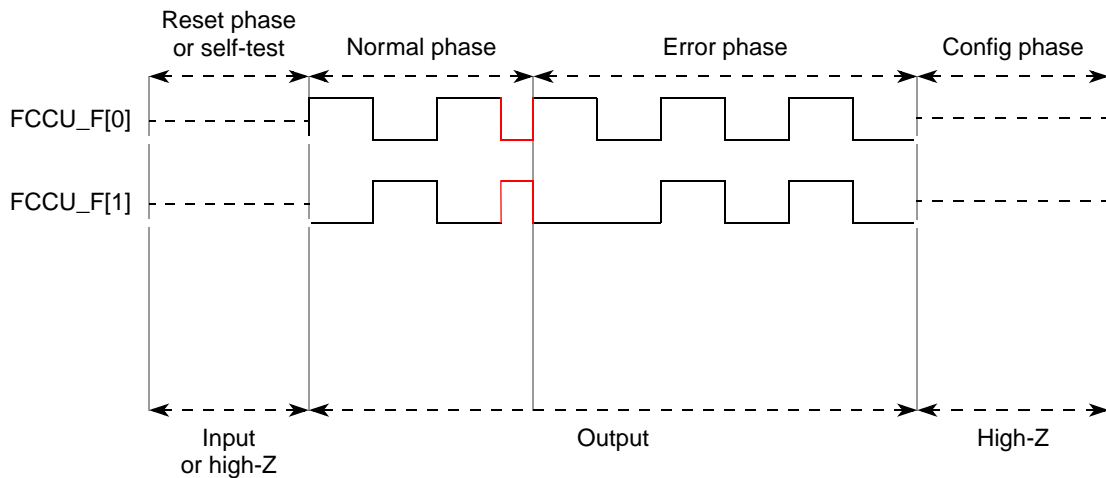 Reset phase
or self-test
Normal phase
Error phase
Config phase
FCCU_F[0]
FCCU_F[1]
Input
or high-Z
Output
High-Z